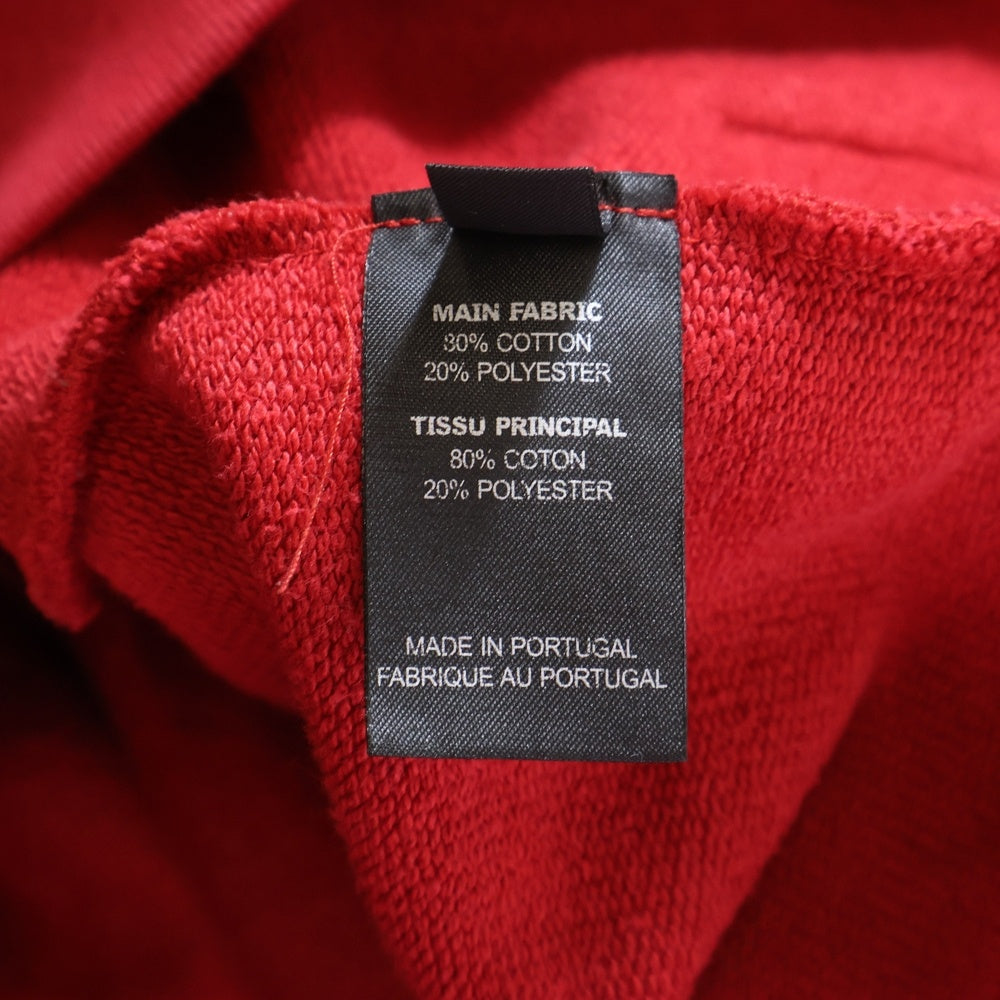 MAIN FABRIC
80% COTTON
20% POLYESTER
TISSU PRINCIPAL
80% COTON
20% POLYESTER
MADE IN PORTUGAL
FABRIQUE AU PORTUGAL